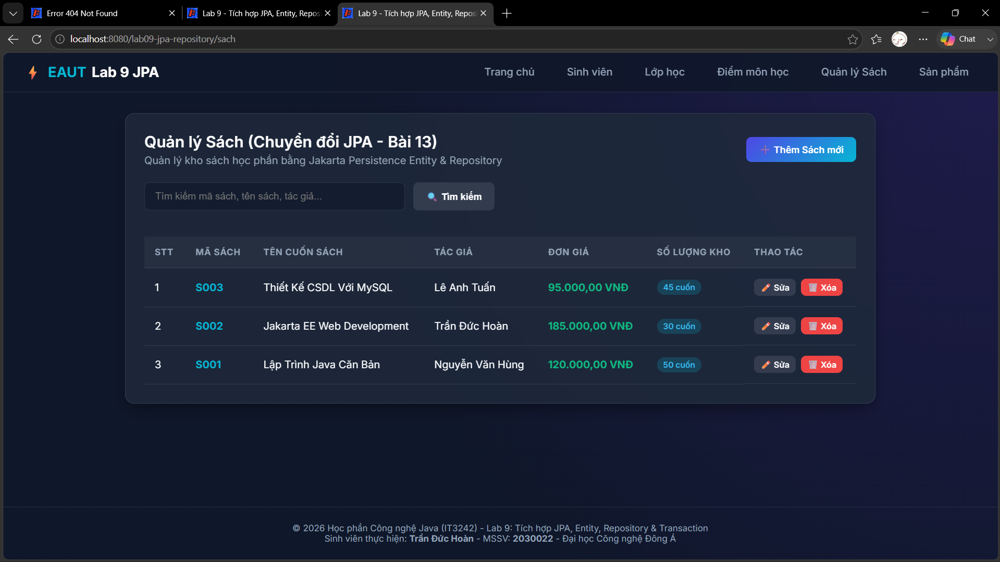 Error 404 Not Found
Lab 9 - Tích hợp JPA, Entity, Repos
Lab 9 - Tích hợp JPA, Entity, Repos
localhost:8080/lab09-jpa-repository/sach
Chat
EAUT Lab 9 JPA
Trang chủ
Sinh viên
Lớp học
Điểm môn học
Quản lý Sách
Sản phẩm
Quản lý Sách (Chuyển đổi JPA - Bài 13)
Quản lý kho sách học phần bằng Jakarta Persistence Entity & Repository
Thêm Sách mới
Tìm kiếm mã sách, tên sách, tác giả...
Tìm kiếm
STT MÃ SÁCH TÊN CUỐN SÁCH TÁC GIẢ ĐƠN GIÁ SỐ LƯỢNG KHO THAO TÁC
1 S003 Thiết Kế CSDL Với MySQL Lê Anh Tuấn 95.000,00 VNĐ 45 cuốn Sửa Xóa
2 S002 Jakarta EE Web Development Trần Đức Hoàn 185.000,00 VNĐ 30 cuốn Sửa Xóa
3 S001 Lập Trình Java Căn Bản Nguyễn Văn Hùng 120.000,00 VNĐ 50 cuốn Sửa Xóa
© 2026 Học phần Công nghệ Java (IT3242) - Lab 9: Tích hợp JPA, Entity, Repository & Transaction
Sinh viên thực hiện: Trần Đức Hoàn - MSSV: 2030022 - Đại học Công nghệ Đông Á